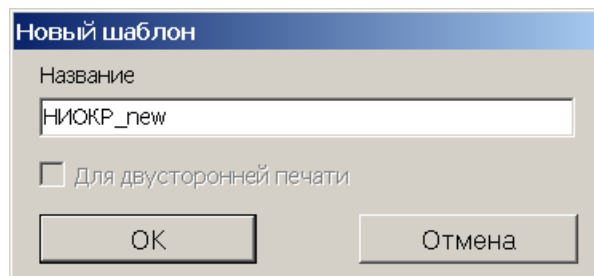 Новый шаблон
Название
НИОКР_new
Для двусторонней печати
OK
Отмена